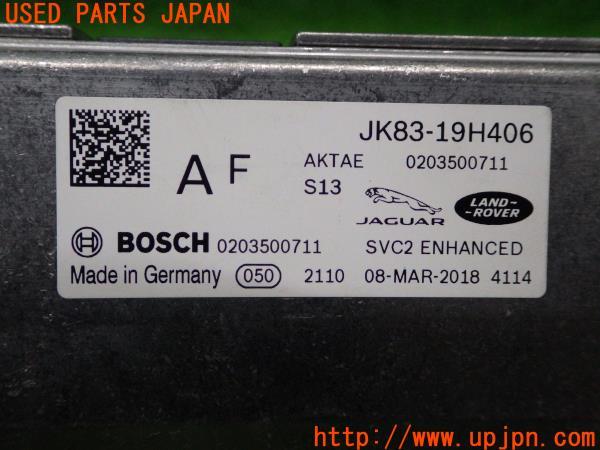 USED PARTS JAPAN
JK83-19H406
A F
AKTAE 0203500711
S13
JAGUAR
LAND-ROVER
BOSCH 0203500711
SVC2 ENHANCED
Made in Germany 050 2110 08-MAR-2018 4114
UPJ
http://www.upjpn.com